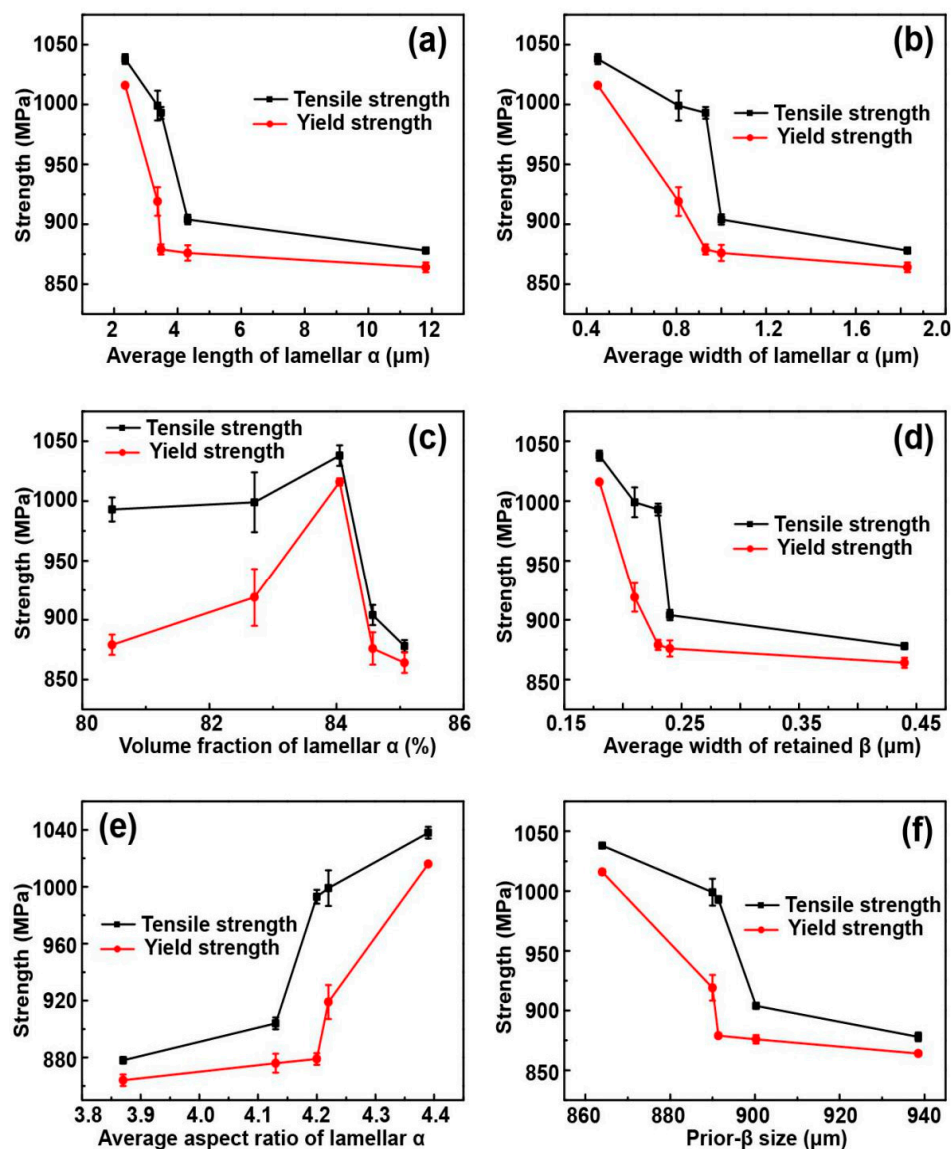 (a)
1050
1000
950
900
850
Strength (MPa)
Tensile strength
Yield strength
2 4 6 8 10 12
Average length of lamellar α (μm)
(b)
1050
1000
950
900
850
Strength (MPa)
Tensile strength
Yield strength
0.4 0.8 1.2 1.6 2.0
Average width of lamellar α (μm)
(c)
1050
1000
950
900
850
Strength (MPa)
Tensile strength
Yield strength
80 82 84 86
Volume fraction of lamellar α (%)
(d)
1050
1000
950
900
850
Strength (MPa)
Tensile strength
Yield strength
0.15 0.25 0.35 0.45
Average width of retained β (μm)
(e)
1040
1000
960
920
880
Strength (MPa)
Tensile strength
Yield strength
3.8 3.9 4.0 4.1 4.2 4.3 4.4
Average aspect ratio of lamellar α
(f)
1050
1000
950
900
850
Strength (MPa)
Tensile strength
Yield strength
860 880 900 920 940
Prior-β size (μm)